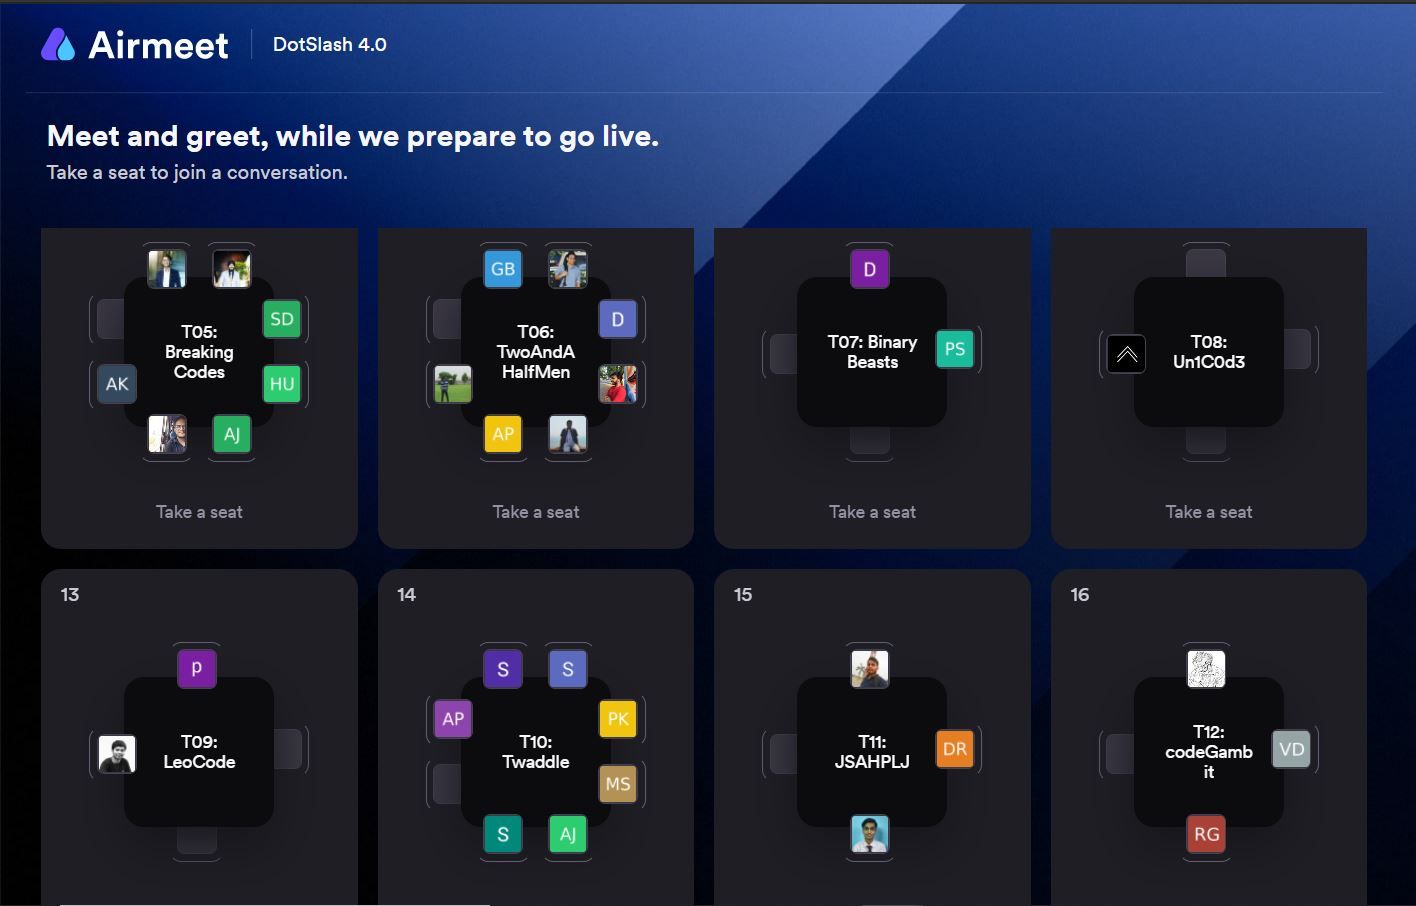 Airmeet
DotSlash 4.0
Meet and greet, while we prepare to go live.
Take a seat to join a conversation.
T05:
Breaking
Codes
SD
AK
HU
AJ
Take a seat
GB
T06:
TwoAndA
HalfMen
D
AP
Take a seat
D
T07: Binary
Beasts
PS
Take a seat
T08:
Un1C0d3
Take a seat
13
p
T09:
LeoCode
14
S
S
AP
PK
T10:
Twaddle
MS
S
AJ
15
T11:
JSAHPLJ
DR
16
T12:
codeGamb
it
VD
RG